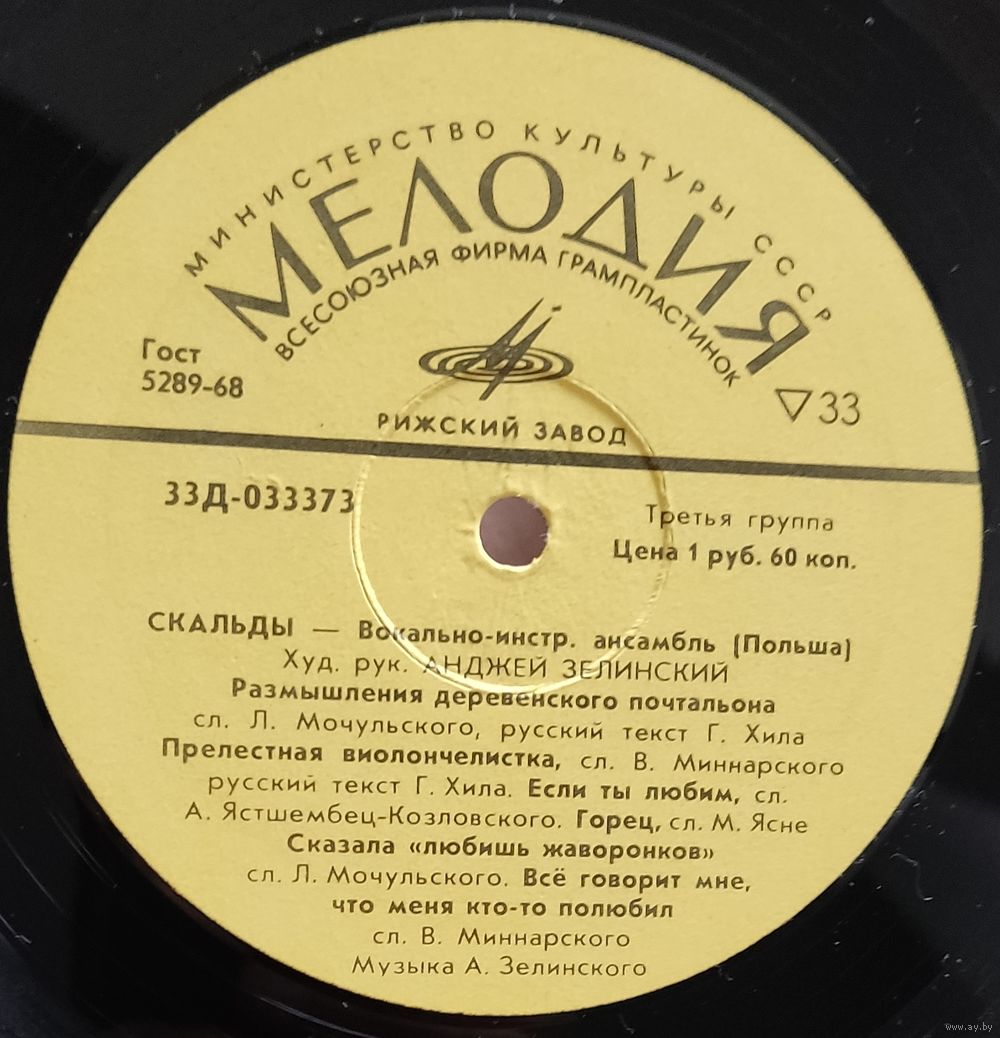 МИНИСТЕРСТВО КУЛЬТУРЫ СССР
МЕЛОДИЯ
ВСЕСОЮЗНАЯ ФИРМА ГРАМПЛАСТИНОК
Гост
5289-68
33
РИЖСКИЙ ЗАВОД
33Д-033373
Третья группа
Цена 1 руб. 60 коп.
СКАЛЬДЫ — Вокально-инстр. ансамбль (Польша)
Худ. рук. АНДЖЕЙ ЗЕЛИНСКИЙ
Размышления деревенского почтальона
сл. Л. Мочульского, русский текст Г. Хила
Прелестная виолончелистка, сл. В. Миннарского
русский текст Г. Хила. Если ты любим, сл.
А. Ястшембец-Козловского. Горец, сл. М. Ясне
Сказала «любишь жаворонков»
сл. Л. Мочульского. Всё говорит мне,
что меня кто-то полюбил
сл. В. Миннарского
Музыка А. Зелинского
www.ay.by